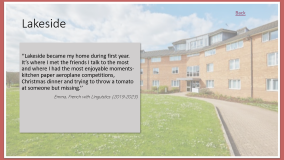 Back
Lakeside
"Lakeside became my home during first year.
It's where I met the friends I talk to the most
and where I had the most enjoyable moments-
kitchen paper aeroplane competitions,
Christmas dinner and trying to throw a tomato
at someone but missing."
Emma, French with Linguistics (2019-2023)